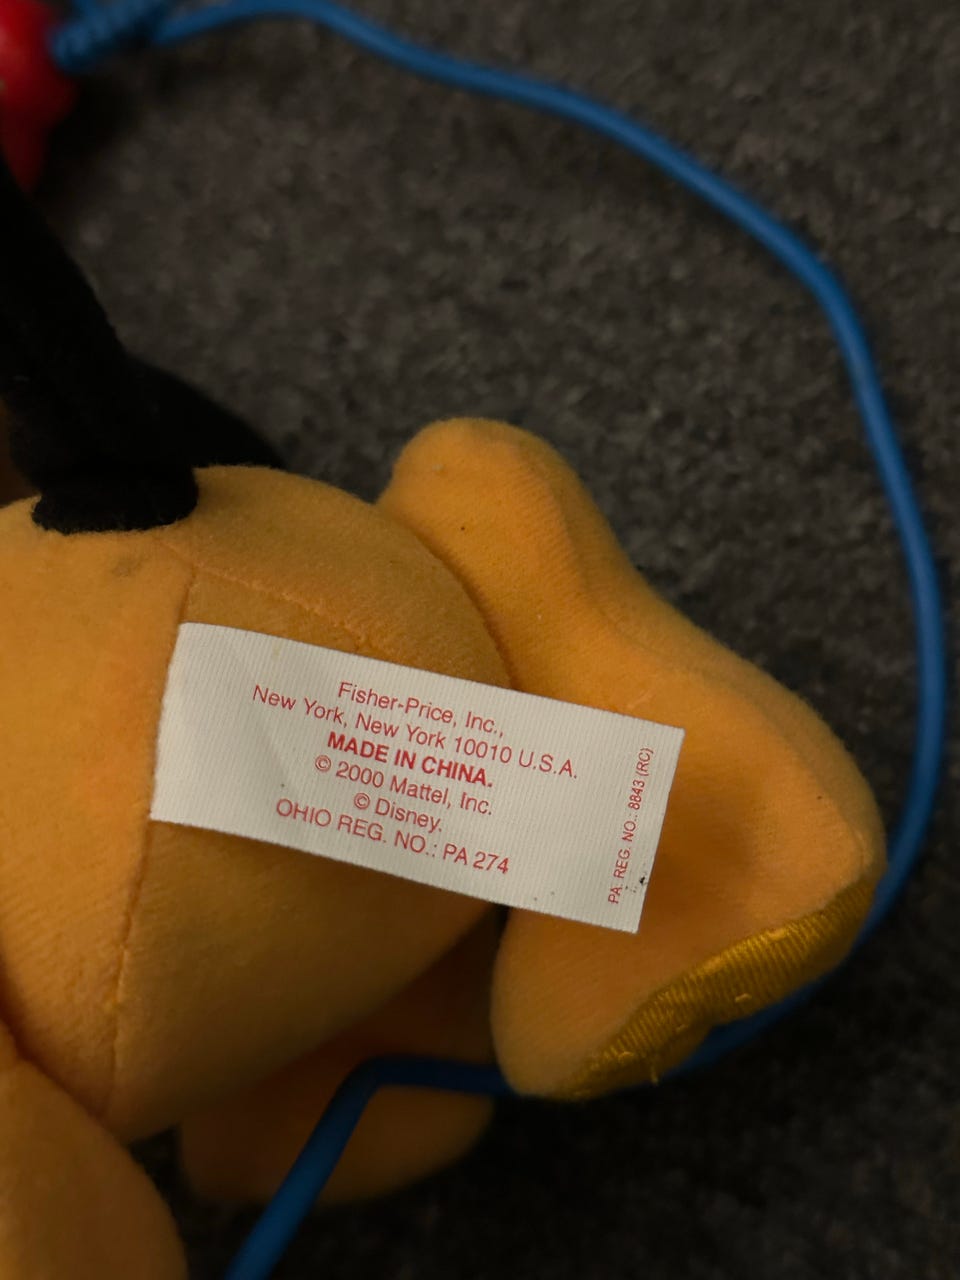 Fisher-Price, Inc.,
New York, New York 10010 U.S.A.
MADE IN CHINA.
© 2000 Mattel, Inc.
© Disney.
OHIO REG. NO.: PA 274
PA. REG. NO.: 8843 (RC)